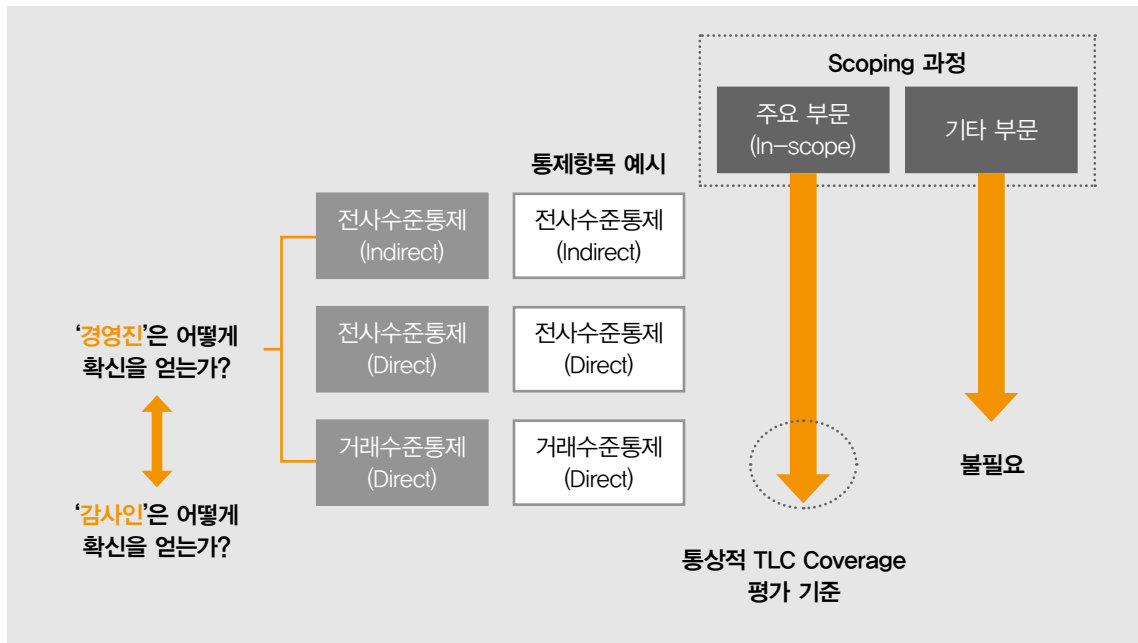 Scoping 과정
주요 부문
(In-scope)
기타 부문
통제항목 예시
전사수준통제
(Indirect)
전사수준통제
(Indirect)
'경영진'은 어떻게
확신을 얻는가?
전사수준통제
(Direct)
전사수준통제
(Direct)
거래수준통제
(Direct)
거래수준통제
(Direct)
불필요
'감사인'은 어떻게
확신을 얻는가?
통상적 TLC Coverage
평가 기준